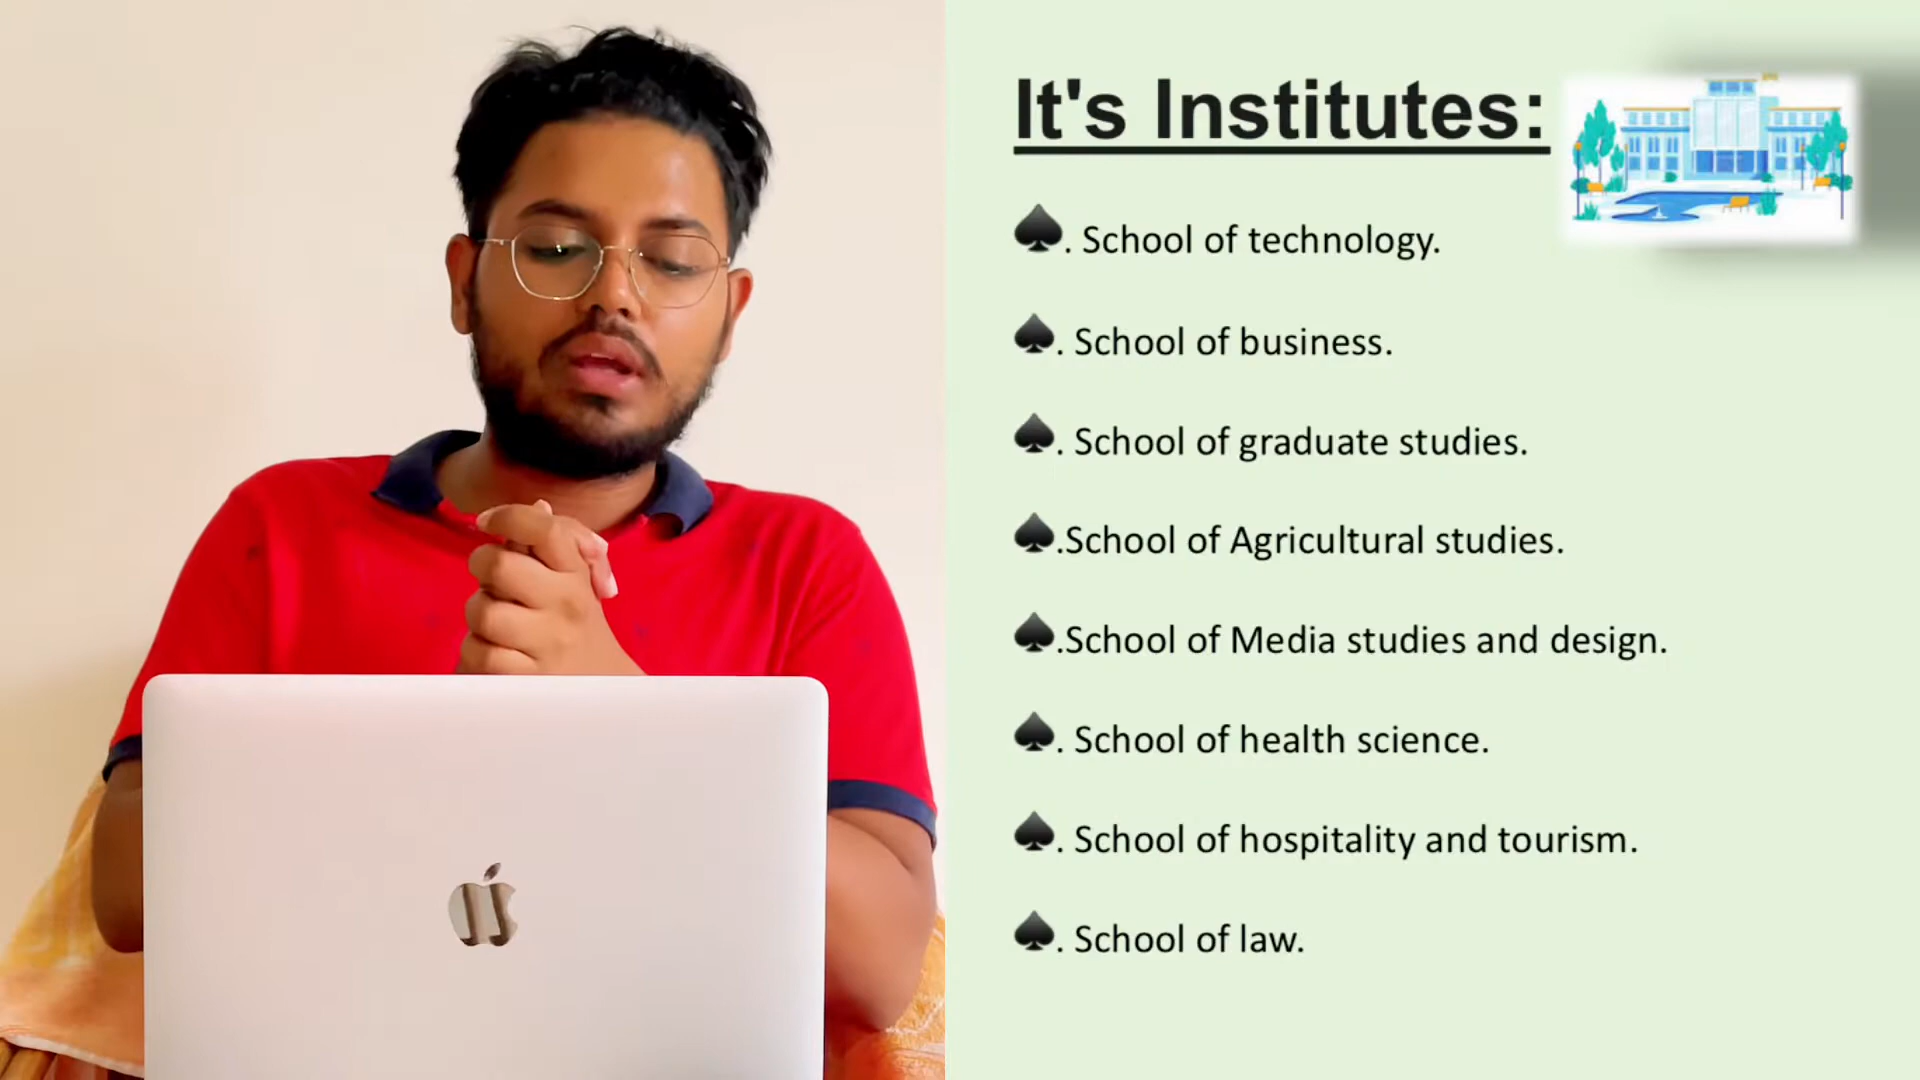 It's Institutes:
♠. School of technology.
♠. School of business.
♠. School of graduate studies.
♠.School of Agricultural studies.
♠.School of Media studies and design.
♠. School of health science.
♠. School of hospitality and tourism.
♠. School of law.